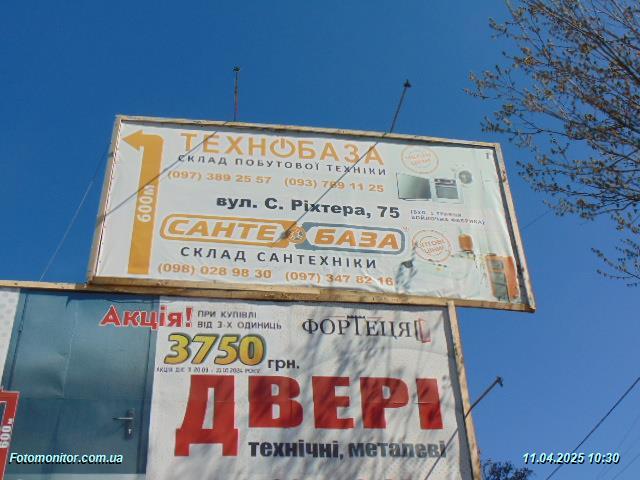 ТЕХНОБАЗА
СКЛАД ПОБУТОВОЇ ТЕХНІКИ
(097) 389 25 57 (093) 769 11 25
600м
вул. С. Ріхтера, 75
САНТЕХБАЗА
СКЛАД САНТЕХНІКИ
(098) 028 98 30 (097) 347 82 16
Акція! ПРИ КУПІВЛІ
ВІД 3-Х ОДИНИЦЬ
ФОРТЕЦЯ
3750 грн.
ДВЕРІ
технічні, металеві
600м
Fotomonitor.com.ua
11.04.2025 10:30